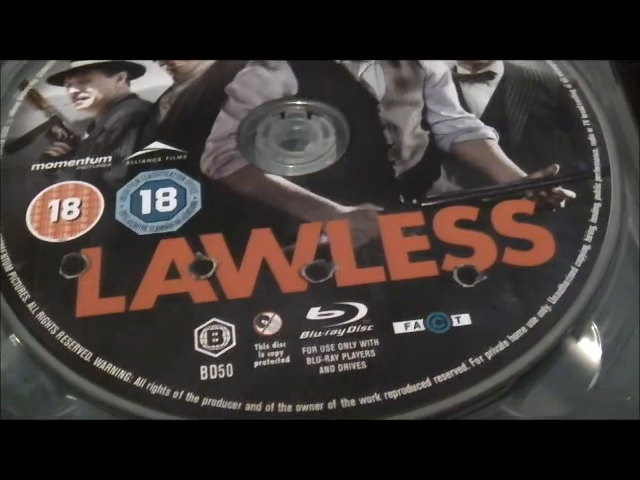 momentum
PICTURES
ALLIANCE FILMS
18
18
LAWLESS
B
BD50
This disc
is copy
protected
Blu-ray Disc
FOR USE ONLY WITH
BLU-RAY PLAYERS
AND DRIVES
FACT
PICTURES. ALL RIGHTS RESERVED. WARNING: All rights of the producer and of the owner of the work reproduced reserved. For private home use only. Unauthorised copying, hiring, lending, public performance,